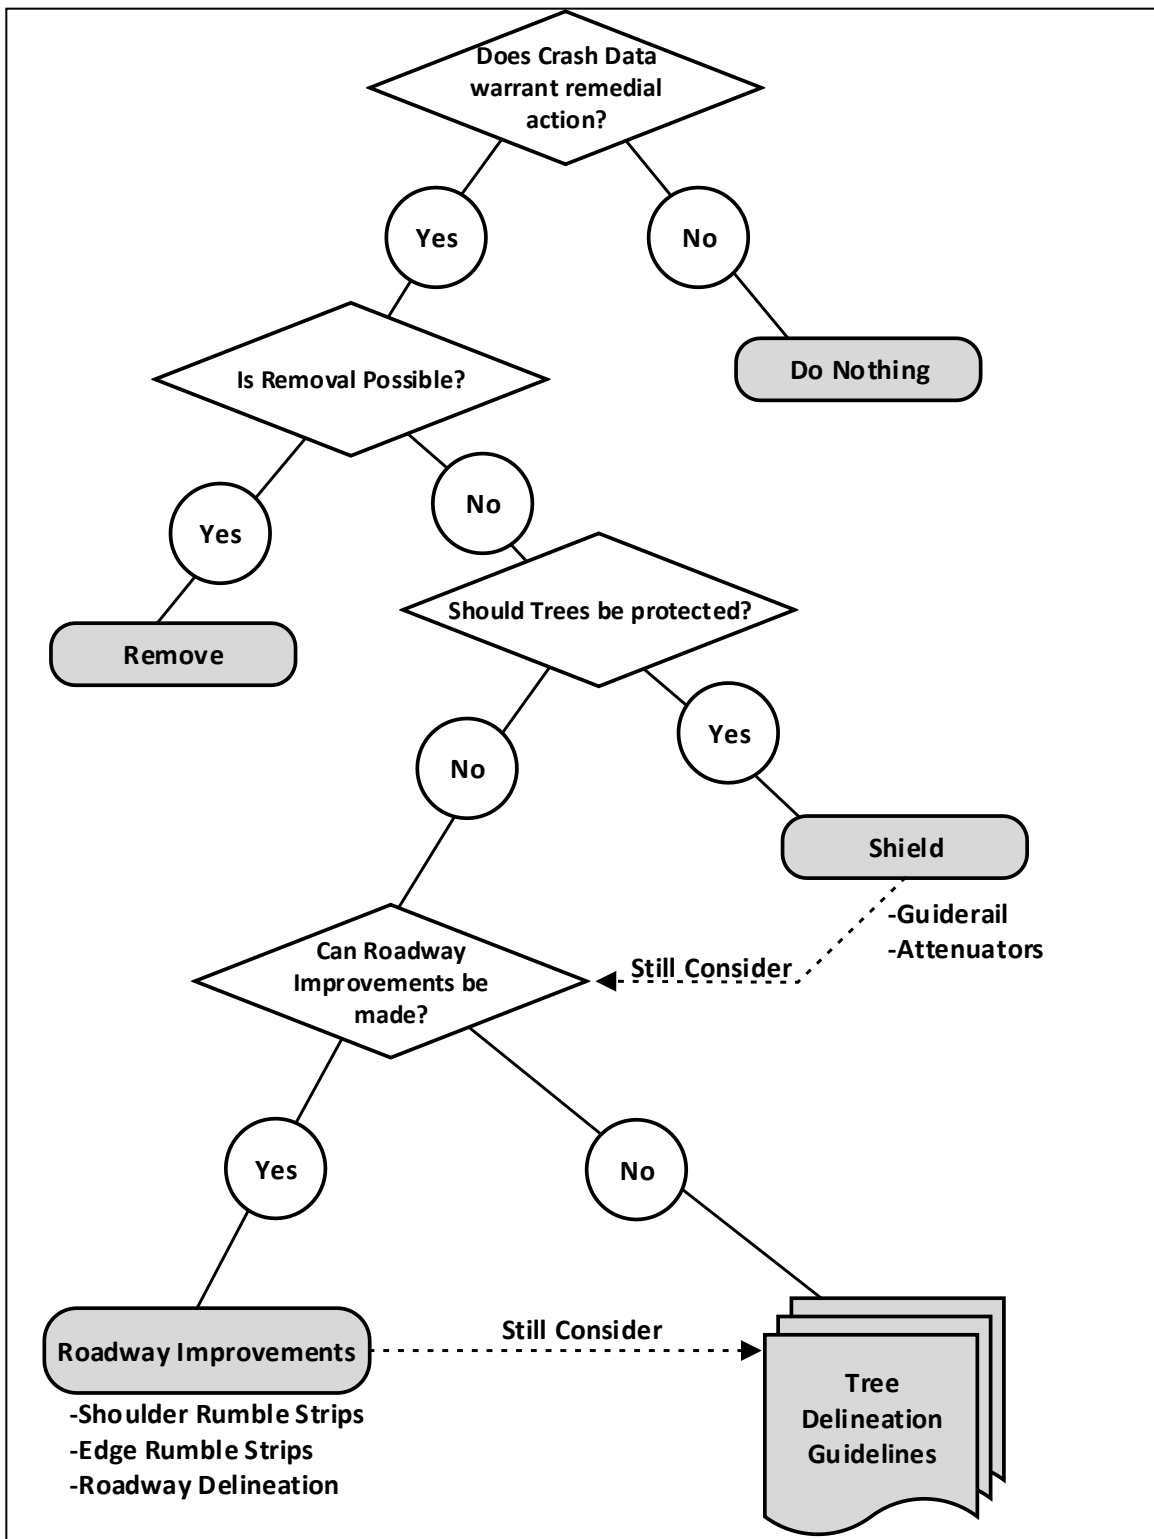 Does Crash Data
warrant remedial
action?
Yes
No
Is Removal Possible?
Do Nothing
Yes
No
Remove
Should Trees be protected?
No
Yes
Shield
-Guiderail
-Attenuators
Can Roadway
Improvements be
made?
Still Consider
Yes
No
Roadway Improvements
-Shoulder Rumble Strips
-Edge Rumble Strips
-Roadway Delineation
Still Consider
Tree
Delineation
Guidelines